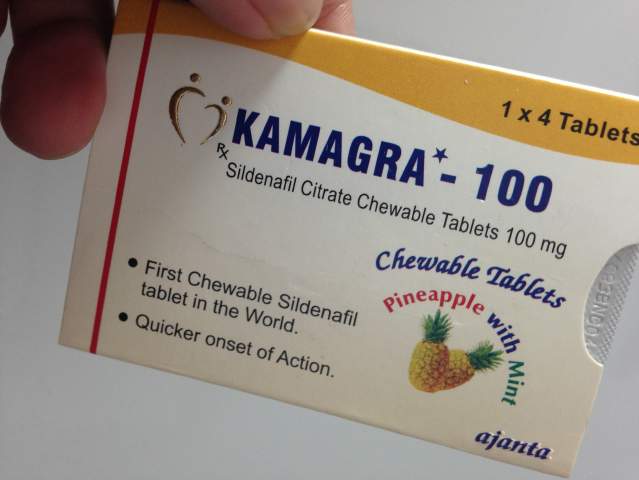 1 x 4 Tablets
KAMAGRA★- 100
Rx
Sildenafil Citrate Chewable Tablets 100 mg
Chewable Tablets
Pineapple with Mint
• First Chewable Sildenafil
tablet in the World.
• Quicker onset of Action.
ajanta